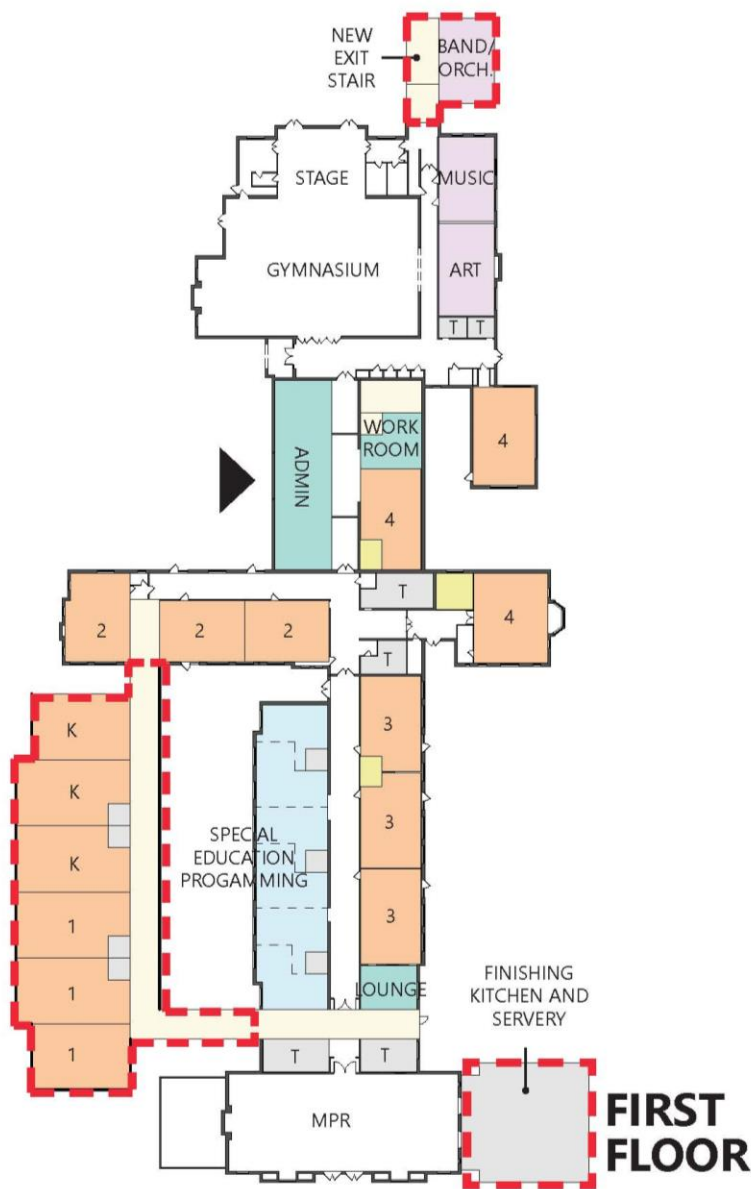 NEW
EXIT
STAIR
BAND/
ORCH.
STAGE
MUSIC
GYMNASIUM
ART
T T
ADMIN
WORK
ROOM
4
4
T
2
2
2
4
T
K
3
K
3
K
SPECIAL
EDUCATION
PROGAMMING
1
3
1
LOUNGE
FINISHING
KITCHEN AND
SERVERY
1
T
T
MPR
FIRST
FLOOR